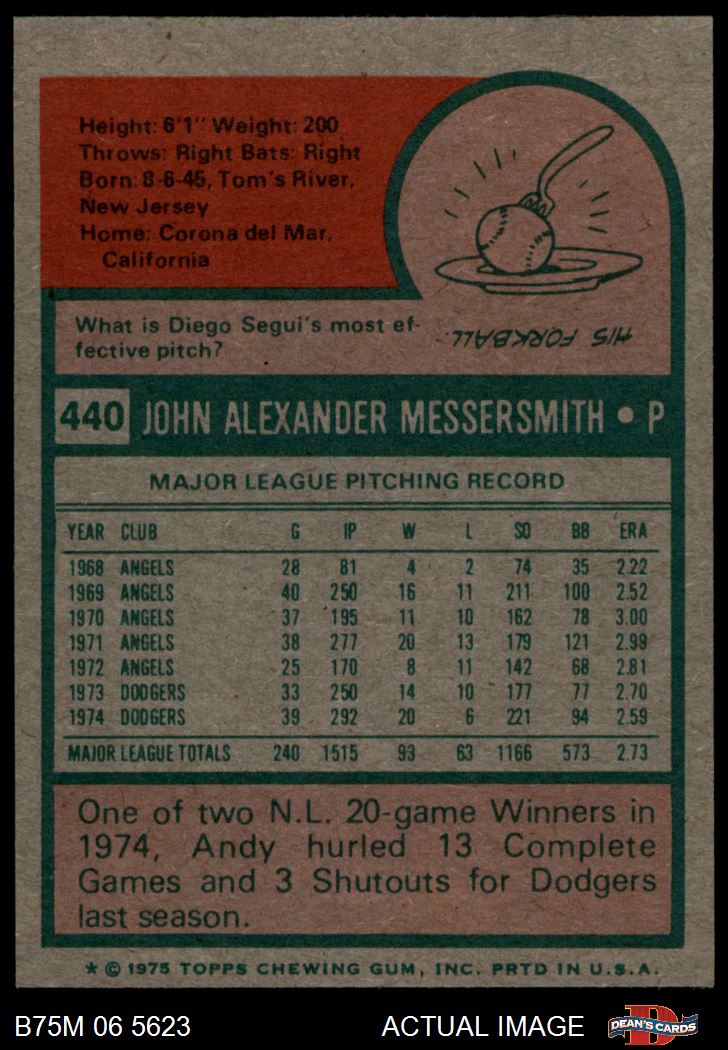 Height: 6'1" Weight: 200
Throws: Right Bats: Right
Born: 8-6-45, Tom's River,
New Jersey
Home: Corona del Mar,
California
What is Diego Segui's most ef-
fective pitch?
HIS FORKBALL.
440 JOHN ALEXANDER MESSERSMITH • P
MAJOR LEAGUE PITCHING RECORD
YEAR CLUB G IP W L SO BB ERA
1968 ANGELS 28 81 4 2 74 35 2.22
1969 ANGELS 40 250 16 11 211 100 2.52
1970 ANGELS 37 195 11 10 162 78 3.00
1971 ANGELS 38 277 20 13 179 121 2.99
1972 ANGELS 25 170 8 11 142 68 2.81
1973 DODGERS 33 250 14 10 177 77 2.70
1974 DODGERS 39 292 20 6 221 94 2.59
MAJOR LEAGUE TOTALS 240 1515 93 63 1166 573 2.73
One of two N.L. 20-game Winners in
1974, Andy hurled 13 Complete
Games and 3 Shutouts for Dodgers
last season.
* © 1975 TOPPS CHEWING GUM, INC. PRTD IN U.S.A.
B75M 06 5623 ACTUAL IMAGE D DEAN'S CARDS